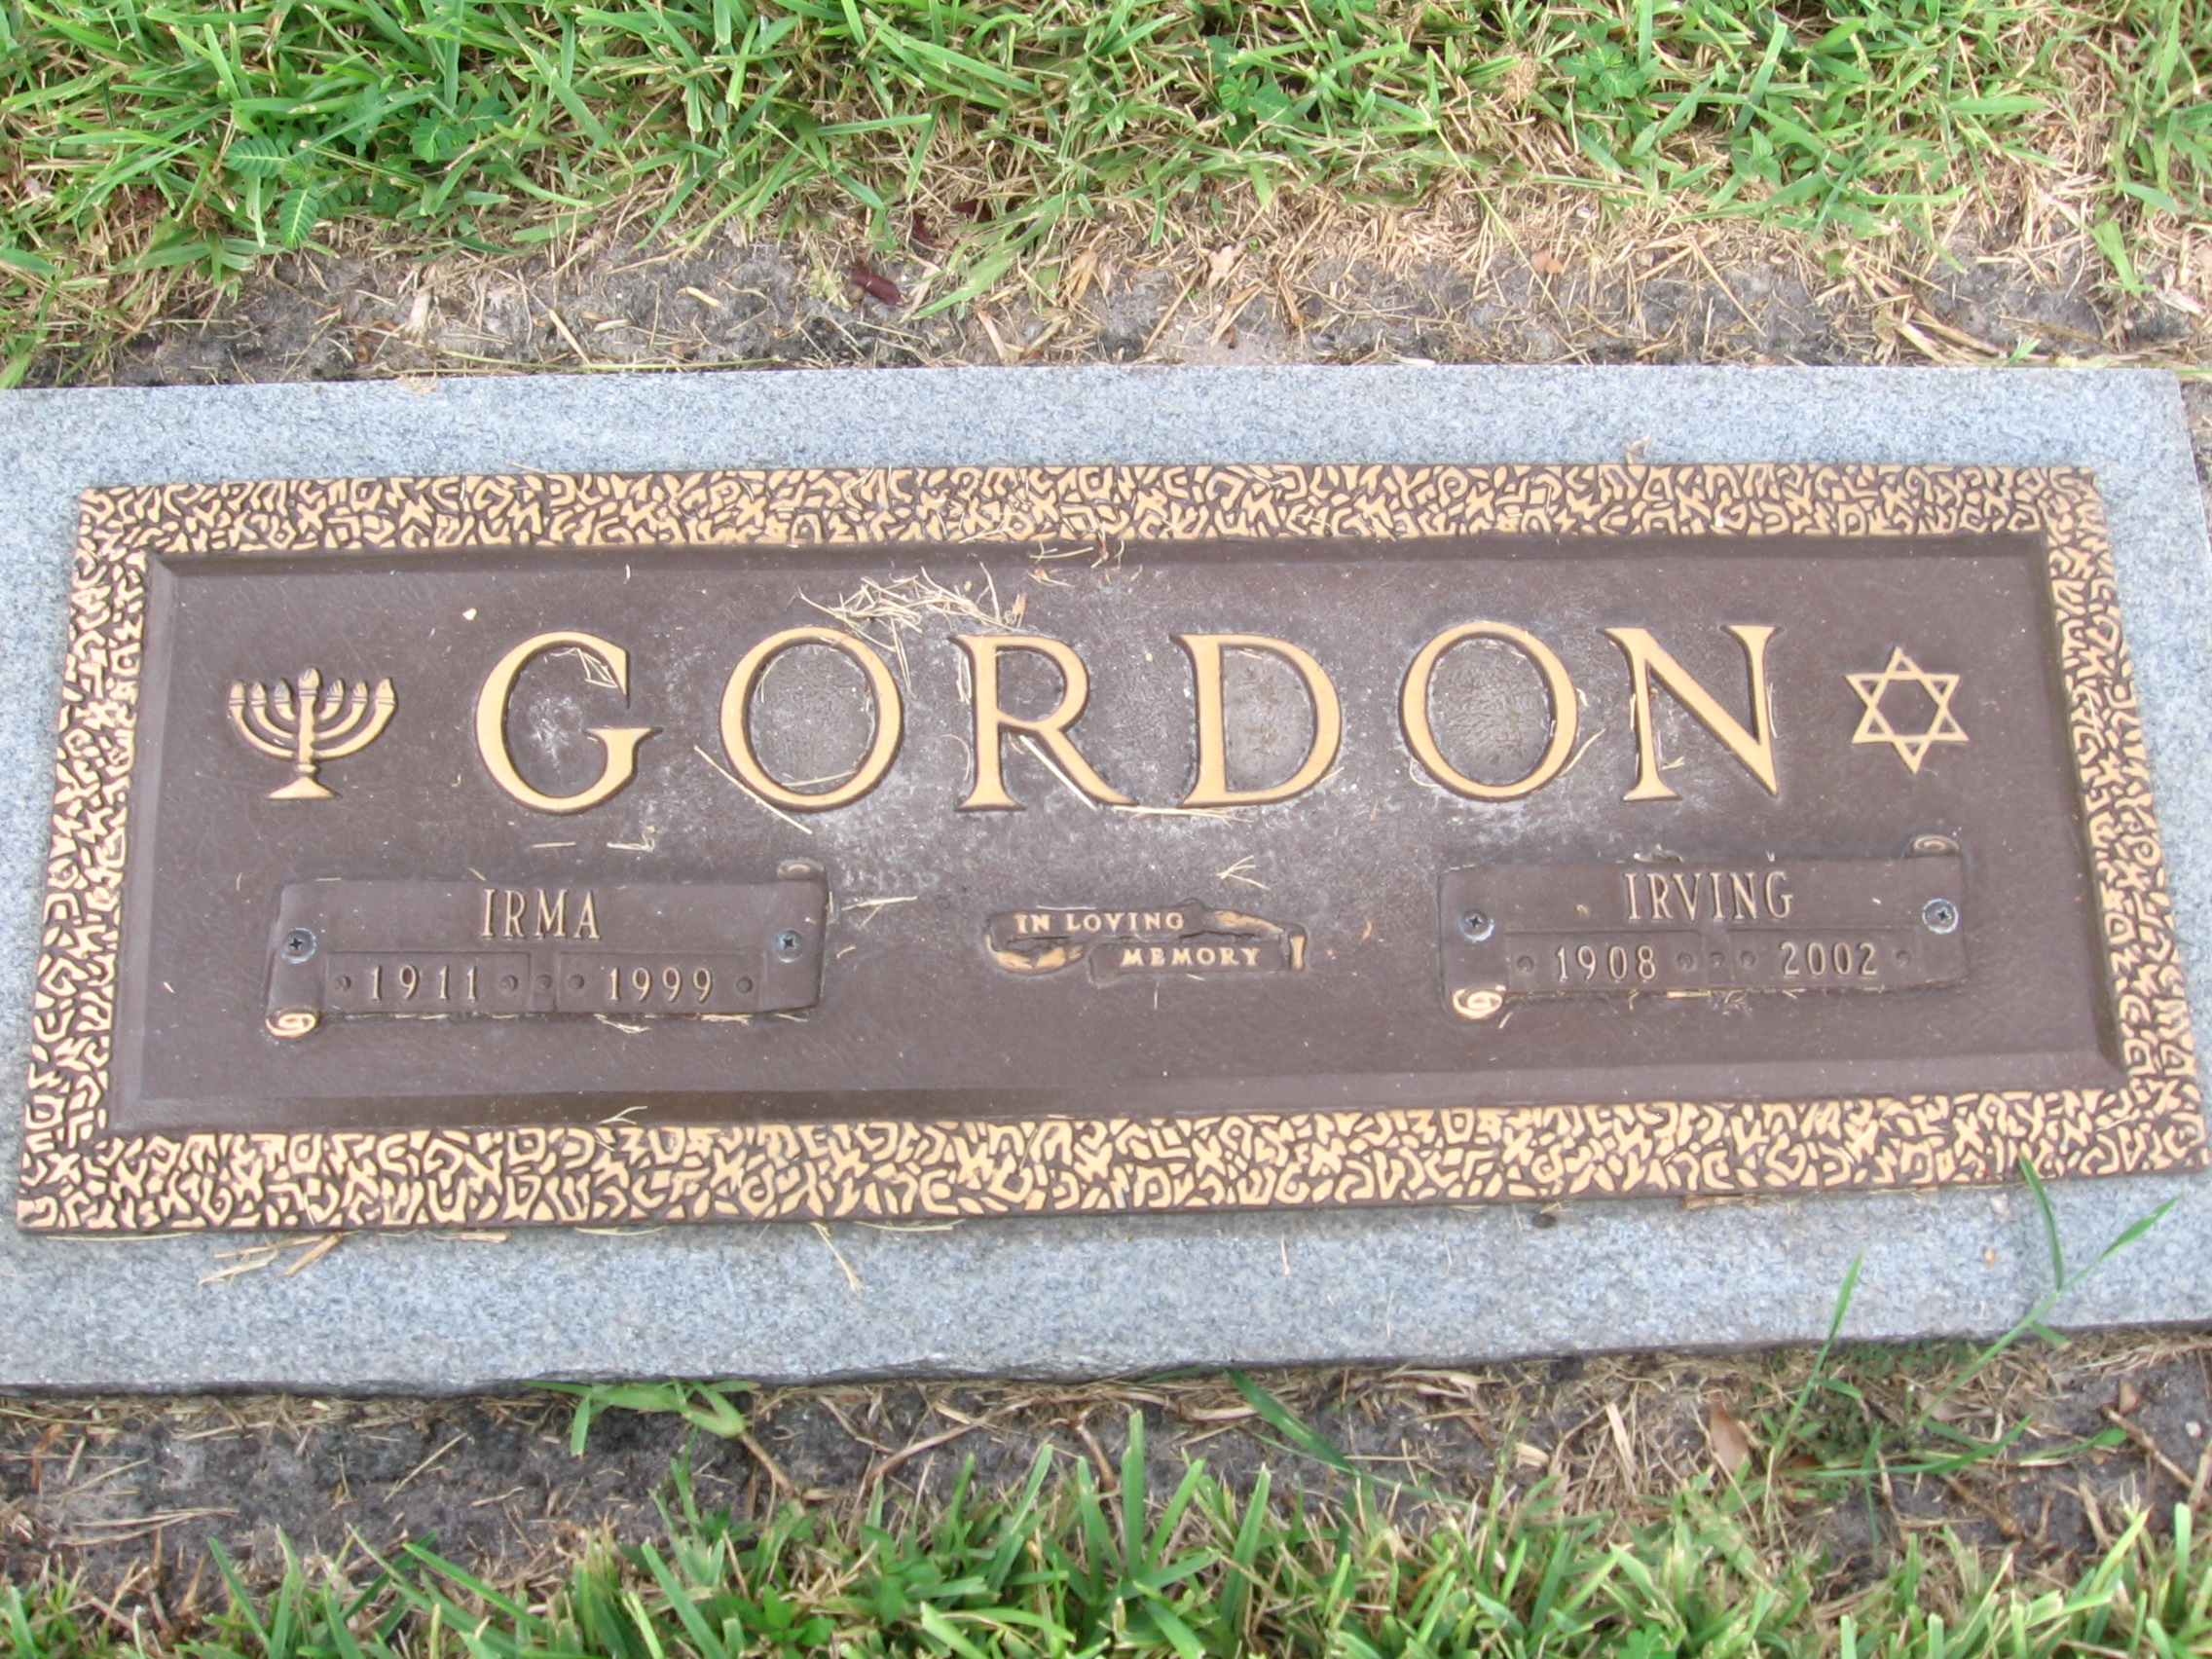 GORDON
IRMA
1911 1999
IN LOVING
MEMORY
IRVING
1908 2002